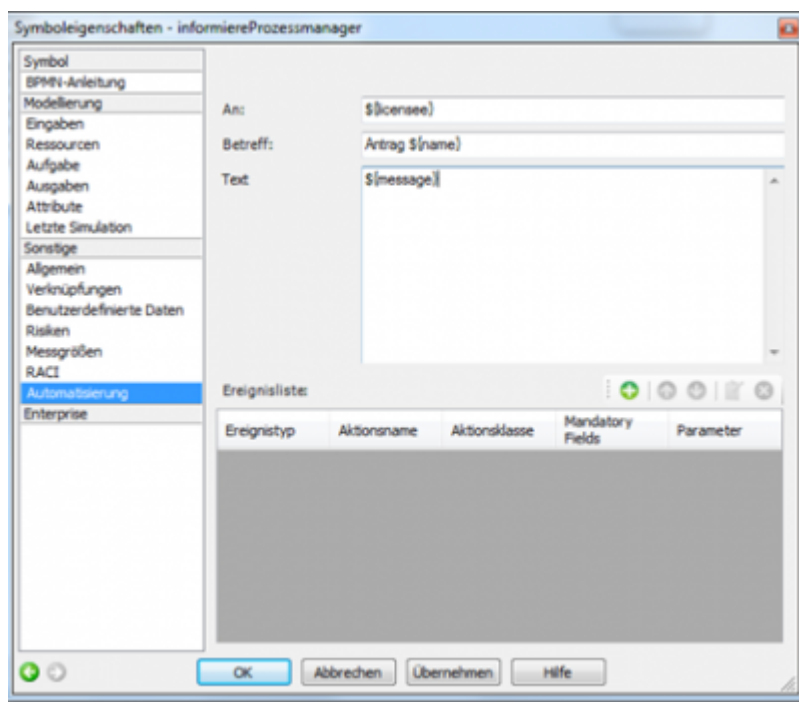 Symboleigenschaften - informiereProzessmanager
Symbol
BPMN-Anleitung
Modellierung
Eingaben
Ressourcen
Aufgabe
Ausgaben
Attribute
Letzte Simulation
Sonstige
Allgemein
Verknüpfungen
Benutzerdefinierte Daten
Risiken
Messgrößen
RACI
Automatisierung
Enterprise
An: ${licensee}
Betreff: Antrag ${name}
Text ${message}
Ereignisliste:
Ereignistyp Aktionsname Aktionsklasse Mandatory Fields Parameter
OK Abbrechen Übernehmen Hilfe